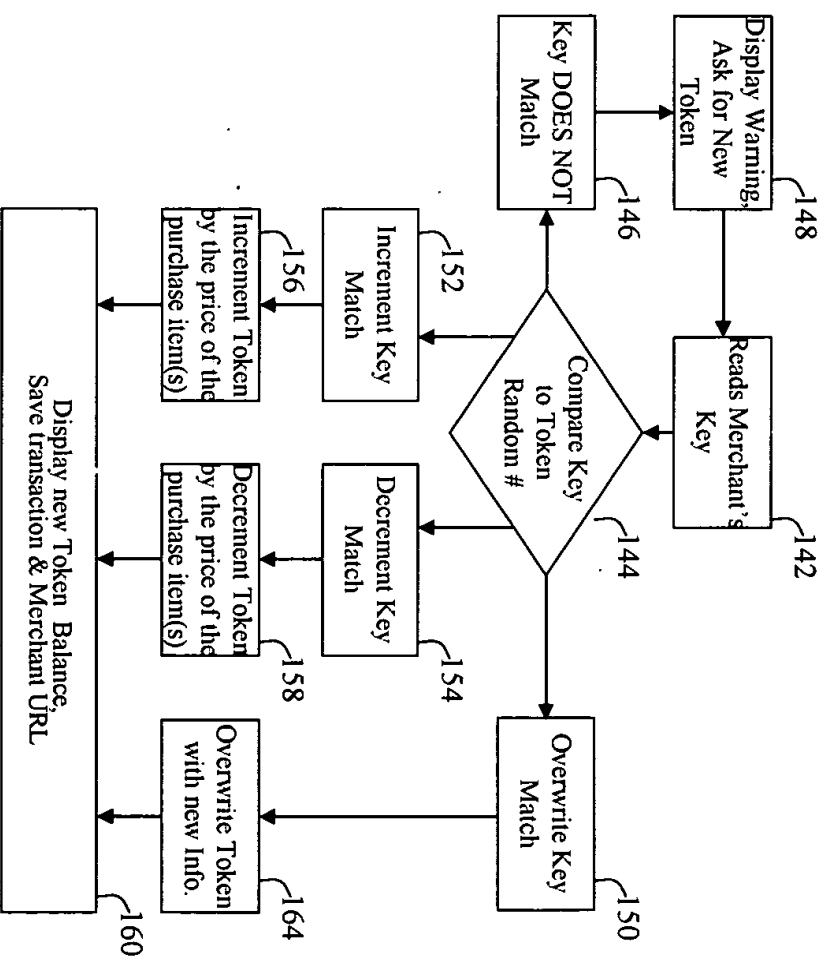 Display Warning,
Ask for New
Token
148
Reads Merchant's
Key
142
Key DOES NOT
Match
146
Compare Key
to Token
Random #
144
Overwrite Key
Match
150
Increment Key
Match
152
Decrement Key
Match
154
Increment Token
by the price of the
purchase item(s)
156
Decrement Token
by the price of the
purchase item(s)
158
Overwrite Token
with new Info.
164
Display new Token Balance,
Save transaction & Merchant URL
160